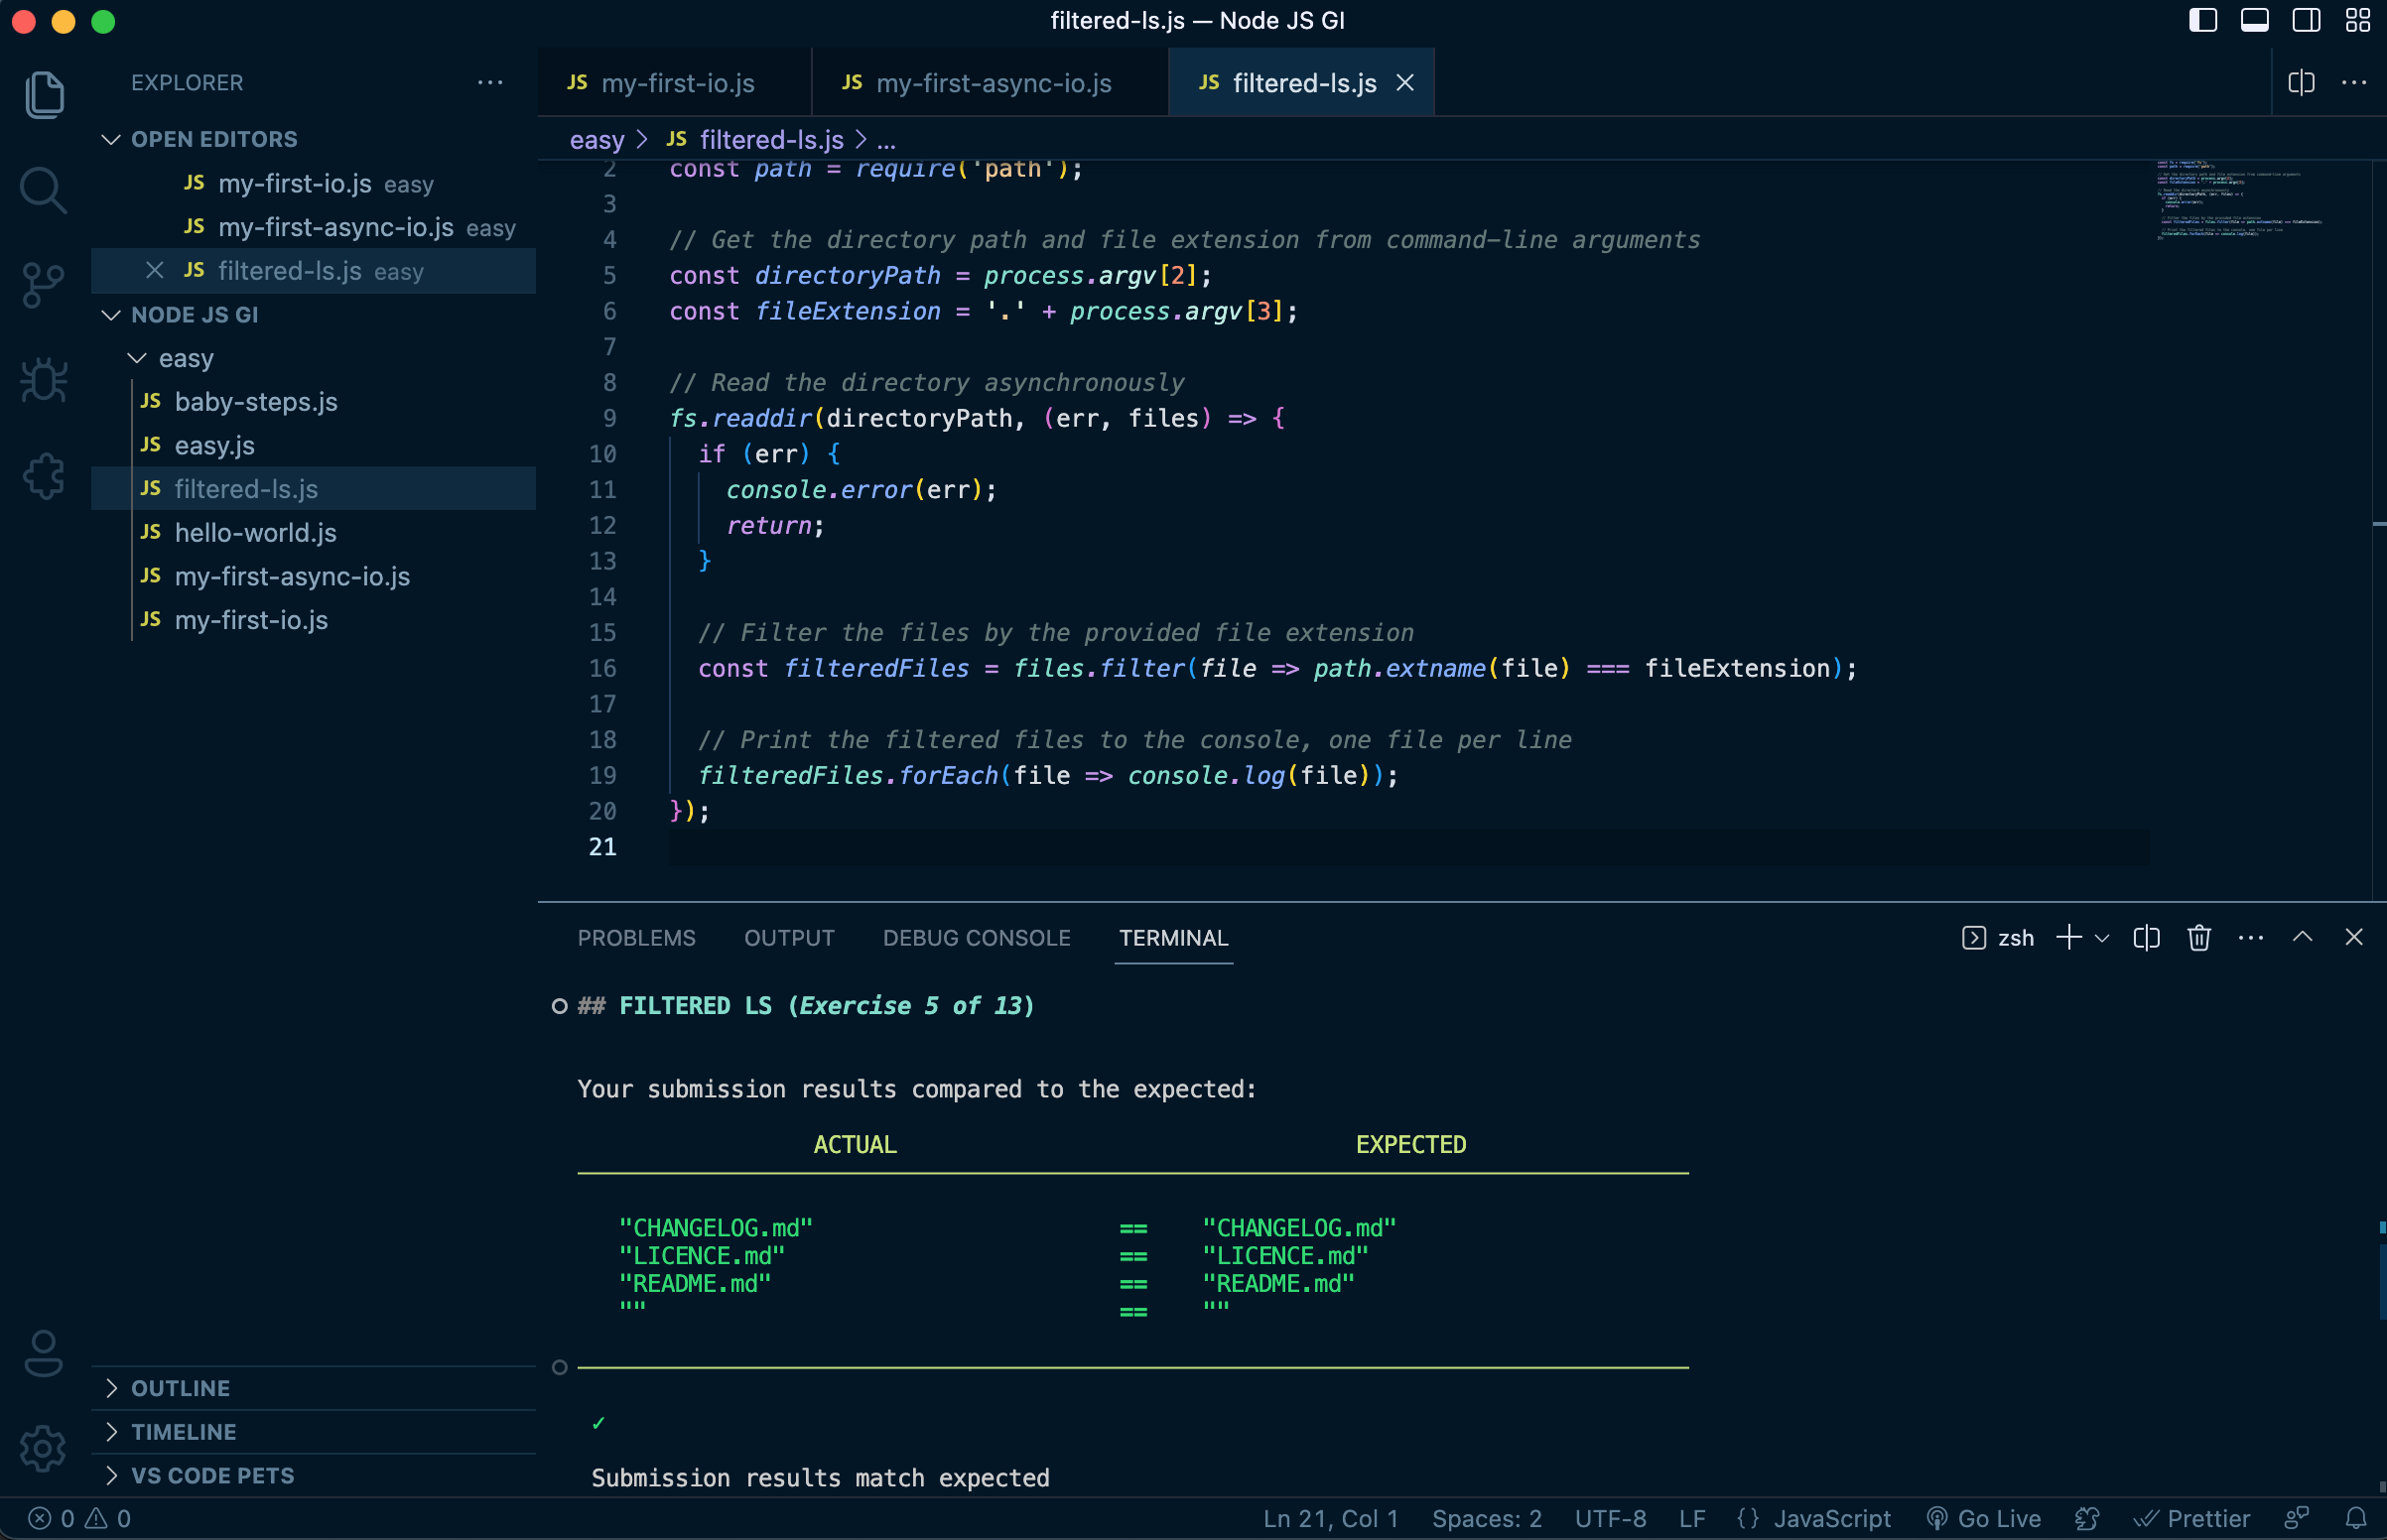 filtered-ls.js — Node JS GI
EXPLORER
OPEN EDITORS
JS my-first-io.js easy
JS my-first-async-io.js easy
JS filtered-ls.js easy
NODE JS GI
easy
JS baby-steps.js
JS easy.js
JS filtered-ls.js
JS hello-world.js
JS my-first-async-io.js
JS my-first-io.js
OUTLINE
TIMELINE
VS CODE PETS
JS my-first-io.js
JS my-first-async-io.js
JS filtered-ls.js
easy > JS filtered-ls.js > ...
2 const path = require('path');
3
4 // Get the directory path and file extension from command-line arguments
5 const directoryPath = process.argv[2];
6 const fileExtension = '.' + process.argv[3];
7
8 // Read the directory asynchronously
9 fs.readdir(directoryPath, (err, files) => {
10 if (err) {
11 console.error(err);
12 return;
13 }
14
15 // Filter the files by the provided file extension
16 const filteredFiles = files.filter(file => path.extname(file) === fileExtension);
17
18 // Print the filtered files to the console, one file per line
19 filteredFiles.forEach(file => console.log(file));
20 });
21
PROBLEMS OUTPUT DEBUG CONSOLE TERMINAL
zsh
## FILTERED LS (Exercise 5 of 13)
Your submission results compared to the expected:
ACTUAL EXPECTED
"CHANGELOG.md" == "CHANGELOG.md"
"LICENCE.md" == "LICENCE.md"
"README.md" == "README.md"
"" == ""
✓
Submission results match expected
0 0
Ln 21, Col 1 Spaces: 2 UTF-8 LF {} JavaScript Go Live Prettier